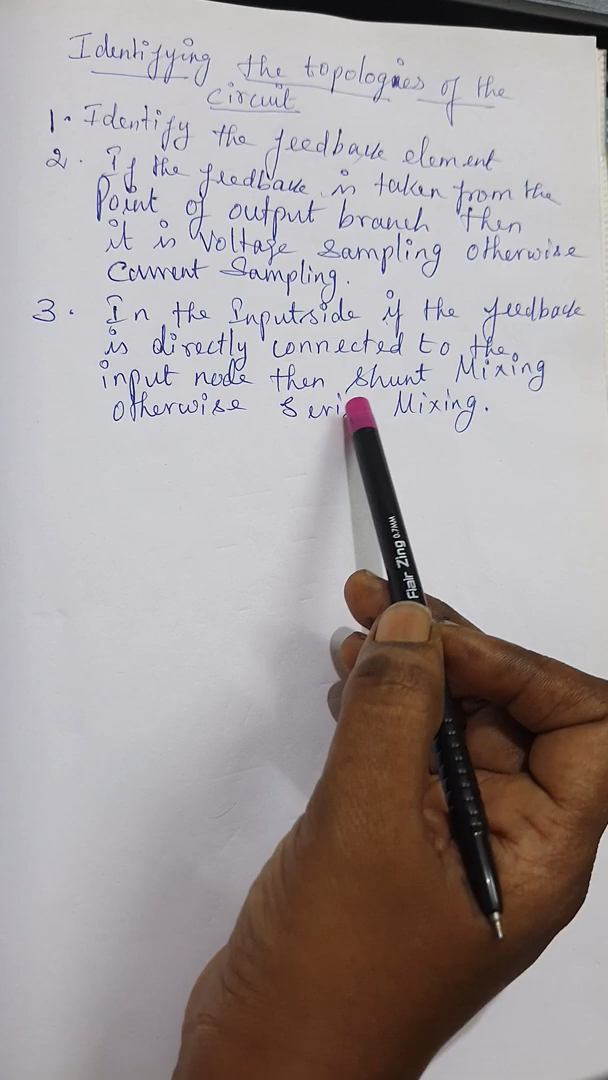 Identifying the topologies of the
circuit
1. Identify the feedback element
2. If the feedback is taken from the
Point of output branch then
it is Voltage Sampling otherwise
Current Sampling.
3. In the Inputside if the feedback
is directly connected to the
input node then shunt Mixing
otherwise Seri Mixing.
Flair Zing 0.7MM